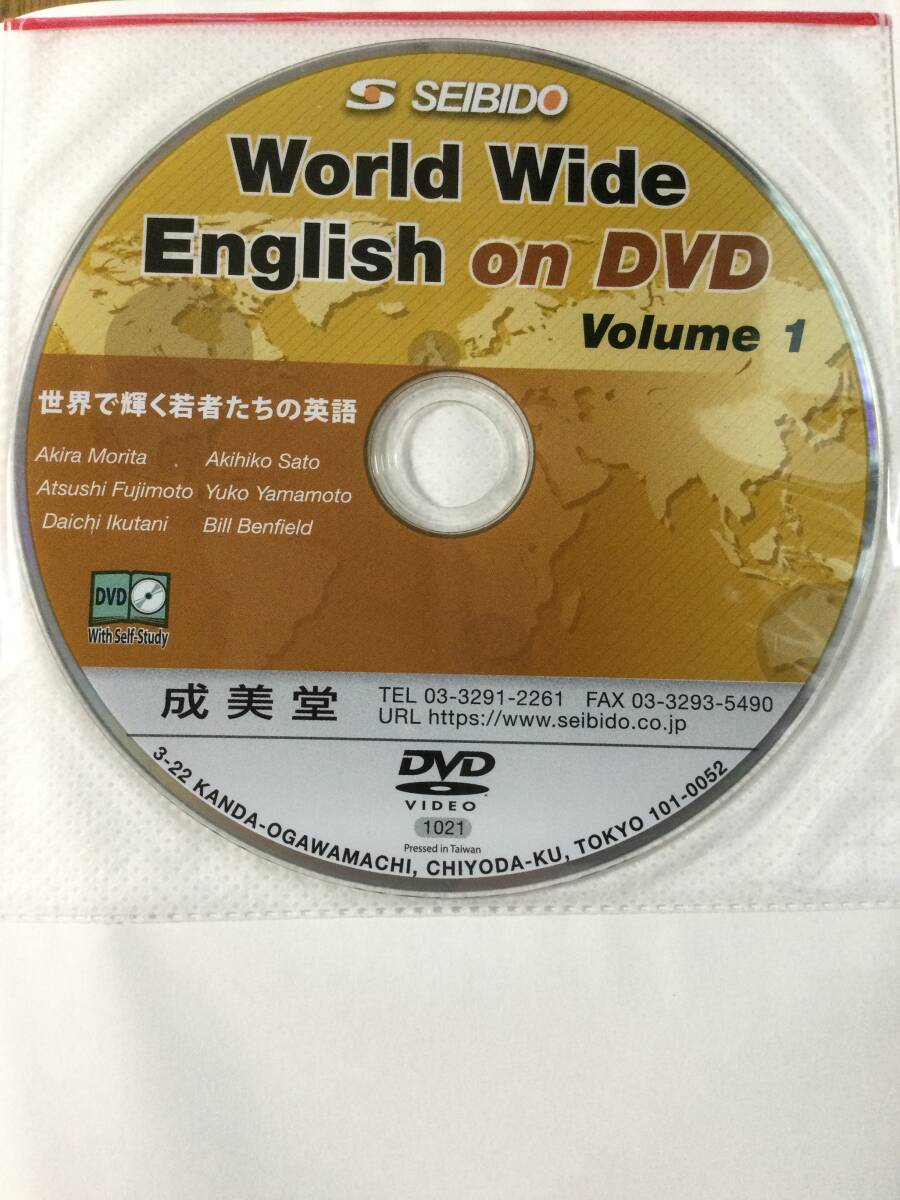 SEIBIDO
World Wide
English on DVD
Volume 1
世界で輝く若者たちの英語
Akira Morita Akihiko Sato
Atsushi Fujimoto Yuko Yamamoto
Daichi Ikutani Bill Benfield
DVD
With Self-Study
成美堂
TEL 03-3291-2261 FAX 03-3293-5490
URL https://www.seibido.co.jp
DVD
VIDEO
1021
Pressed in Taiwan
3-22 KANDA-OGAWAMACHI, CHIYODA-KU, TOKYO 101-0052